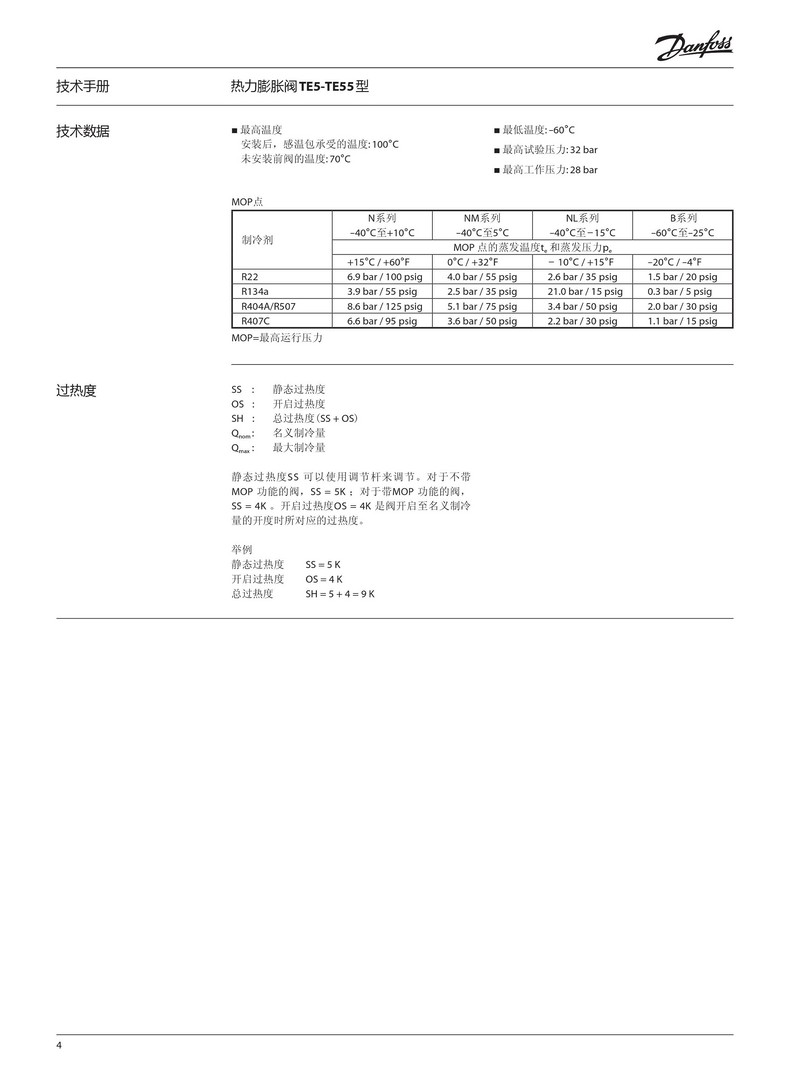 Danfoss
技术手册 热力膨胀阀TE5-TE55型
技术数据
■ 最高温度
安装后，感温包承受的温度: 100˚C
未安装前阀的温度: 70˚C
■ 最低温度: –60˚C
■ 最高试验压力: 32 bar
■ 最高工作压力: 28 bar
MOP点
制冷剂 N系列 NM系列 NL系列 B系列
–40˚C至+10˚C –40˚C至5˚C –40˚C至−15˚C –60˚C至–25˚C
MOP 点的蒸发温度te 和蒸发压力pe
+15˚C / +60˚F 0˚C / +32˚F − 10˚C / +15˚F –20˚C / –4˚F
R22 6.9 bar / 100 psig 4.0 bar / 55 psig 2.6 bar / 35 psig 1.5 bar / 20 psig
R134a 3.9 bar / 55 psig 2.5 bar / 35 psig 21.0 bar / 15 psig 0.3 bar / 5 psig
R404A/R507 8.6 bar / 125 psig 5.1 bar / 75 psig 3.4 bar / 50 psig 2.0 bar / 30 psig
R407C 6.6 bar / 95 psig 3.6 bar / 50 psig 2.2 bar / 30 psig 1.1 bar / 15 psig
MOP=最高运行压力
过热度
SS : 静态过热度
OS : 开启过热度
SH : 总过热度（SS + OS）
Qnom : 名义制冷量
Qmax : 最大制冷量
静态过热度SS 可以使用调节杆来调节。对于不带
MOP 功能的阀，SS = 5K ；对于带MOP 功能的阀，
SS = 4K 。开启过热度OS = 4K 是阀开启至名义制冷
量的开度时所对应的过热度。
举例
静态过热度 SS = 5 K
开启过热度 OS = 4 K
总过热度 SH = 5 + 4 = 9 K
4